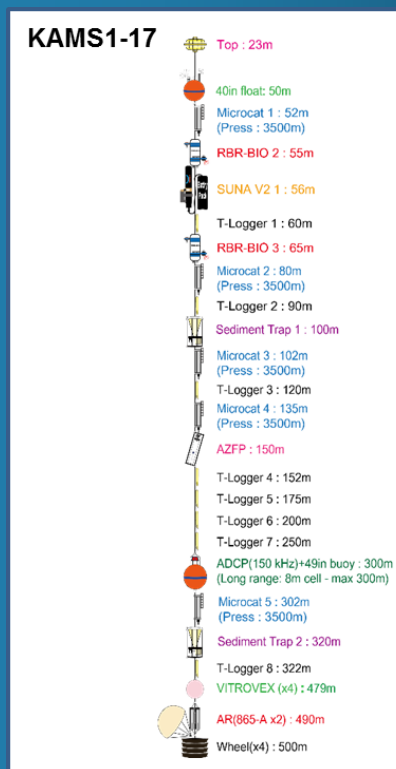 KAMS1-17
Top : 23m
40in float: 50m
Microcat 1 : 52m
(Press : 3500m)
RBR-BIO 2 : 55m
SUNA V2 1 : 56m
T-Logger 1 : 60m
RBR-BIO 3 : 65m
Microcat 2 : 80m
(Press : 3500m)
T-Logger 2 : 90m
Sediment Trap 1 : 100m
Microcat 3 : 102m
(Press : 3500m)
T-Logger 3 : 120m
Microcat 4 : 135m
(Press : 3500m)
AZFP : 150m
T-Logger 4 : 152m
T-Logger 5 : 175m
T-Logger 6 : 200m
T-Logger 7 : 250m
ADCP(150 kHz)+49in buoy : 300m
(Long range: 8m cell - max 300m)
Microcat 5 : 302m
(Press : 3500m)
Sediment Trap 2 : 320m
T-Logger 8 : 322m
VITROVEX (x4) : 479m
AR(865-A x2) : 490m
Wheel(x4) : 500m